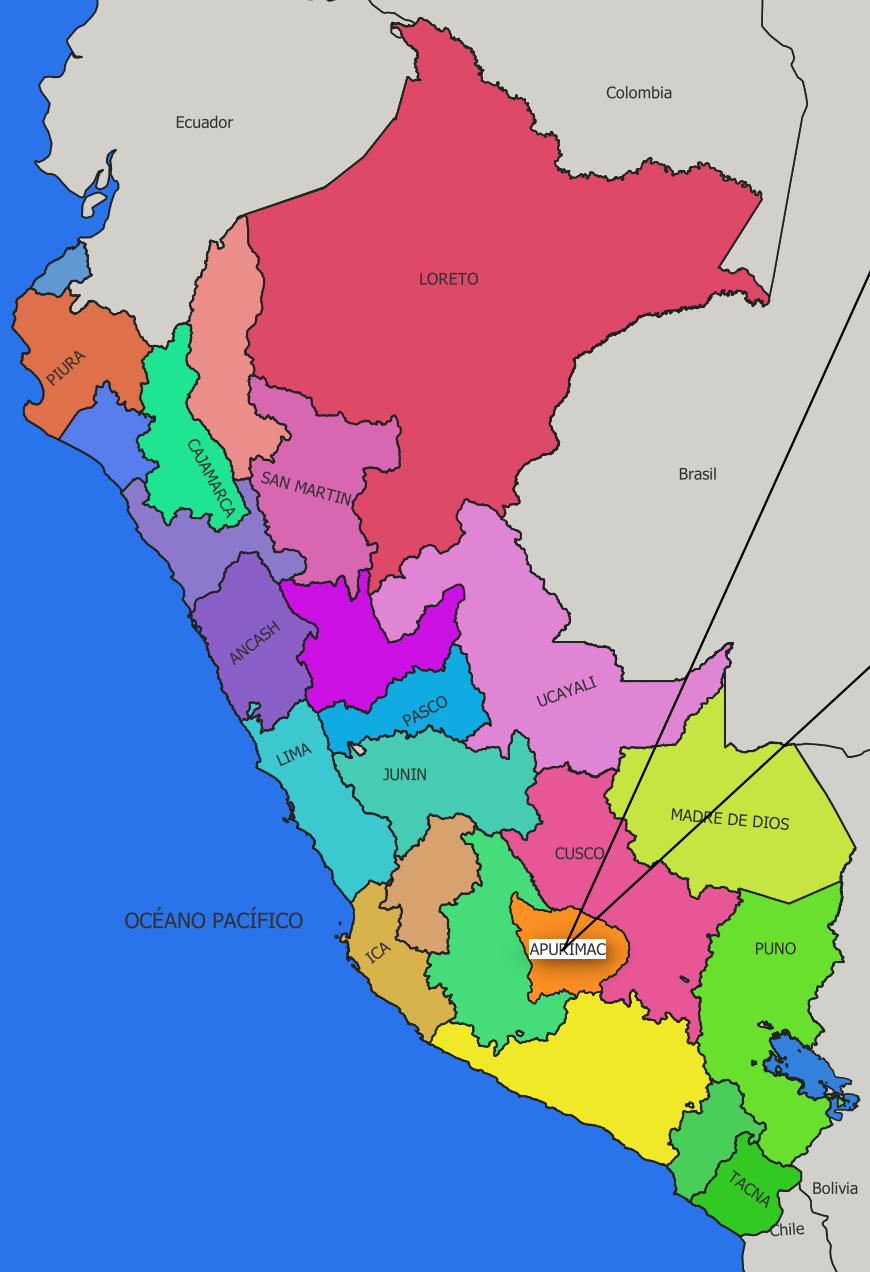 Colombia
Ecuador
LORETO
PIURA
CAJAMARCA
SAN MARTIN
Brasil
ANCASH
UCAYALI
PASCO
LIMA
JUNIN
MADRE DE DIOS
CUSCO
OCÉANO PACÍFICO
ICA
APURIMAC
PUNO
TACNA
Bolivia
Chile